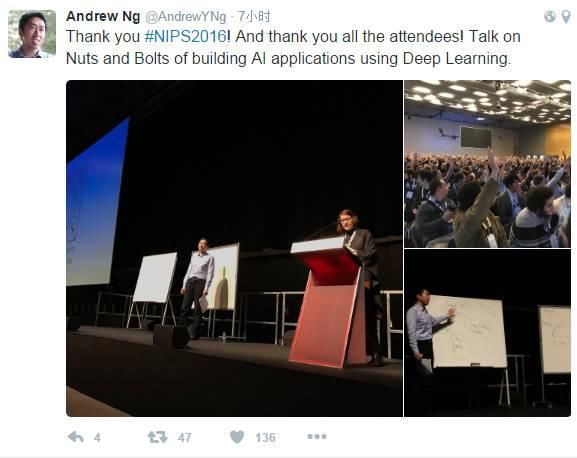 Andrew Ng @AndrewYNg · 7小时
Thank you #NIPS2016! And thank you all the attendees! Talk on
Nuts and Bolts of building AI applications using Deep Learning.
4 47 136